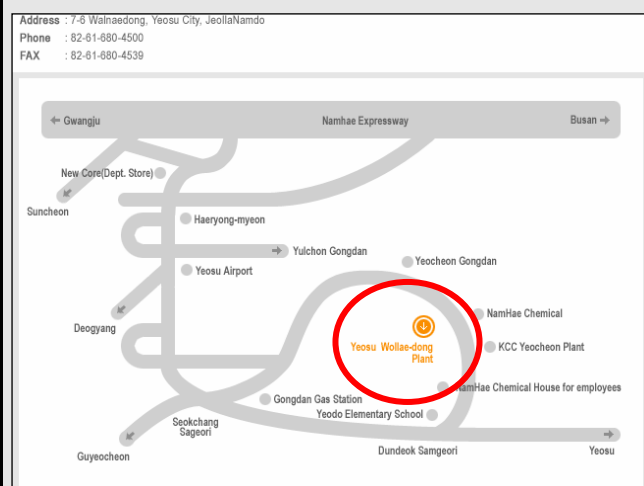 Address : 7-6 Walnaedong, Yeosu City, JeollaNamdo
Phone : 82-61-680-4500
FAX : 82-61-680-4539
← Gwangju
Namhae Expressway
Busan →
New Core(Dept. Store)
Suncheon
Haeryong-myeon
Yulchon Gongdan
Yeocheon Gongdan
Yeosu Airport
NamHae Chemical
Deogyang
Yeosu Wollae-dong
Plant
KCC Yeocheon Plant
NamHae Chemical House for employees
Gongdan Gas Station
Yeodo Elementary School
Seokchang
Sageori
Guyeocheon
Dundeok Samgeori
Yeosu